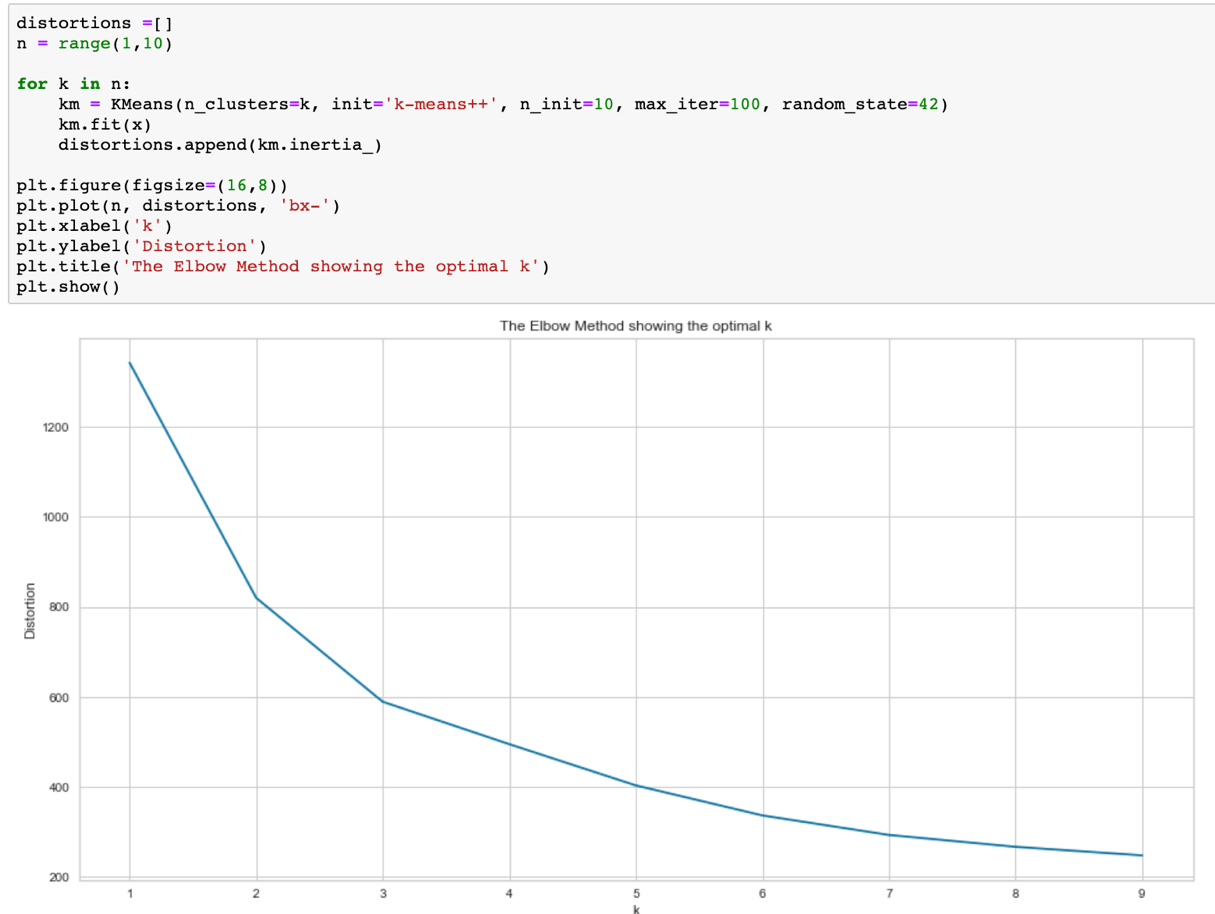 distortions =[]
n = range(1,10)
for k in n:
    km = KMeans(n_clusters=k, init='k-means++', n_init=10, max_iter=100, random_state=42)
    km.fit(x)
    distortions.append(km.inertia_)
plt.figure(figsize=(16,8))
plt.plot(n, distortions, 'bx-')
plt.xlabel('k')
plt.ylabel('Distortion')
plt.title('The Elbow Method showing the optimal k')
plt.show()
The Elbow Method showing the optimal k
1200
1000
800
600
400
200
Distortion
1 2 3 4 5 6 7 8 9
k